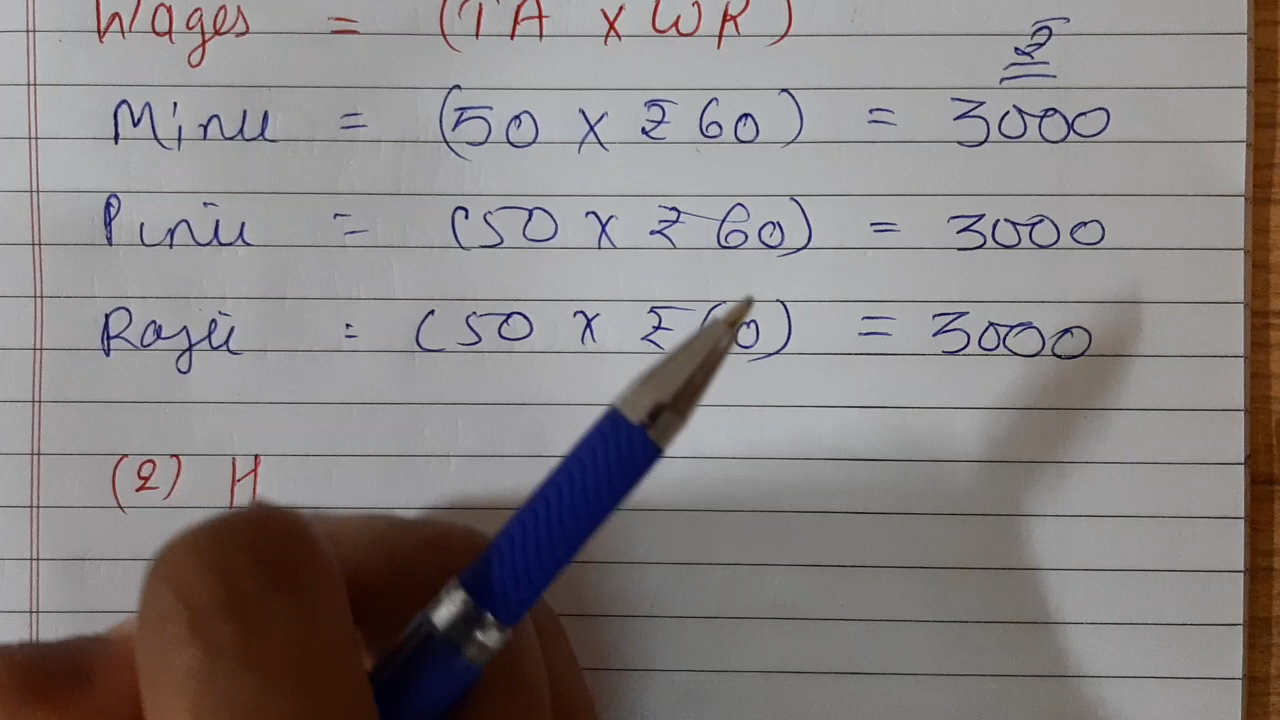 Wages = (TA x WR)
₹
Minu = (50 x ₹60) = 3000
Pinu = (50 x ₹60) = 3000
Raju = (50 x ₹60) = 3000
(2) H